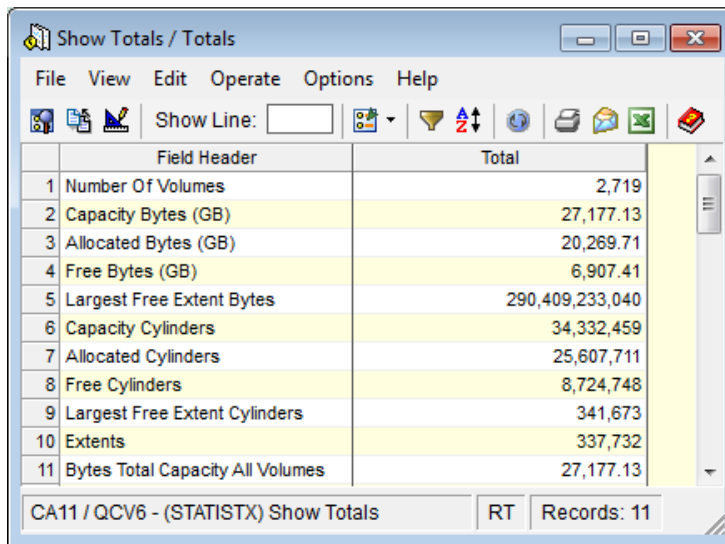 Show Totals / Totals
File View Edit Operate Options Help
Show Line:
Field Header Total
1 Number Of Volumes 2,719
2 Capacity Bytes (GB) 27,177.13
3 Allocated Bytes (GB) 20,269.71
4 Free Bytes (GB) 6,907.41
5 Largest Free Extent Bytes 290,409,233,040
6 Capacity Cylinders 34,332,459
7 Allocated Cylinders 25,607,711
8 Free Cylinders 8,724,748
9 Largest Free Extent Cylinders 341,673
10 Extents 337,732
11 Bytes Total Capacity All Volumes 27,177.13
CA11 / QCV6 - (STATISTX) Show Totals RT Records: 11